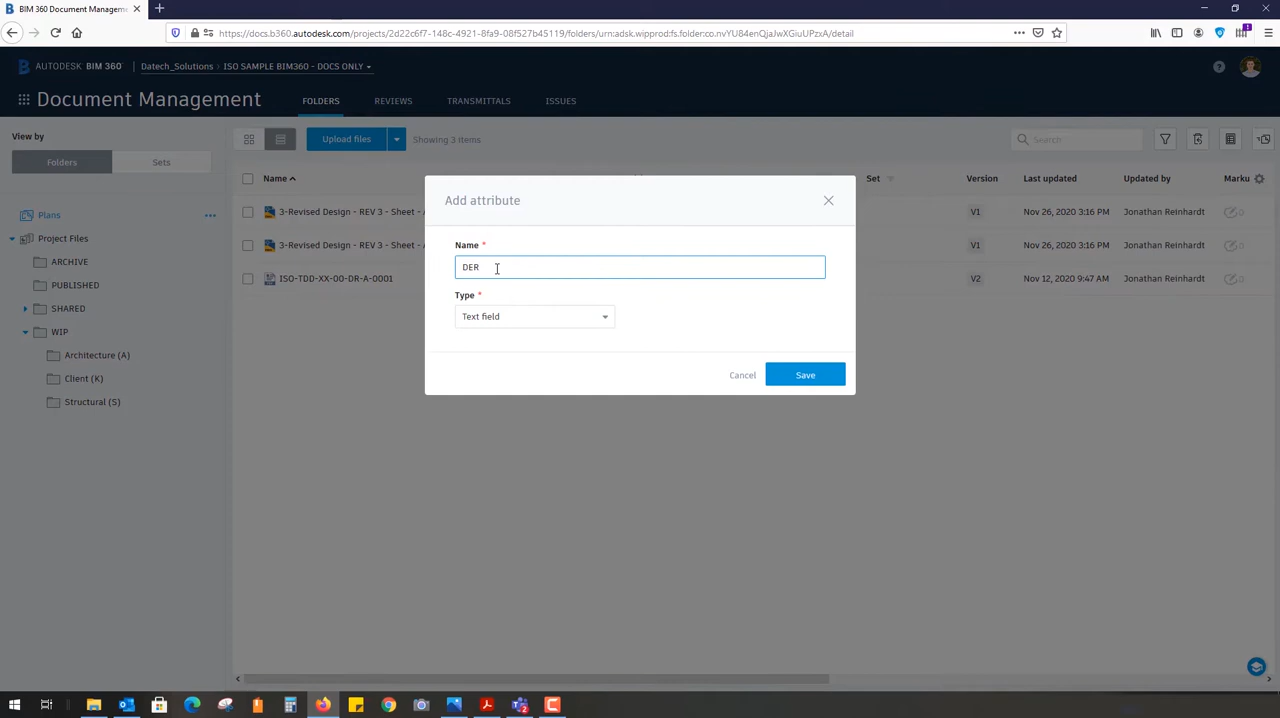 BIM 360 Document Manageme
https://docs.b360.autodesk.com/projects/2d22c6f7-148c-4921-8fa9-08f527b45119/folders/urn:adsk.wipprod:fs.folder:co.nvYU84enQjaJwXGiuUPzxA/detail
AUTODESK BIM 360 Datech_Solutions ISO SAMPLE BIM360 - DOCS ONLY
Document Management FOLDERS REVIEWS TRANSMITTALS ISSUES
View by Upload files Showing 3 items Search
Folders Sets
Name Set Version Last updated Updated by Marku
3-Revised Design - REV 3 - Sheet - V1 Nov 26, 2020 3:16 PM Jonathan Reinhardt 0
3-Revised Design - REV 3 - Sheet - V1 Nov 26, 2020 3:16 PM Jonathan Reinhardt 0
ISO-TDD-XX-00-DR-A-0001 V2 Nov 12, 2020 9:47 AM Jonathan Reinhardt 0
Plans
Project Files
ARCHIVE
PUBLISHED
SHARED
WIP
Architecture (A)
Client (K)
Structural (S)
Add attribute
Name *
DER
Type *
Text field
Cancel Save